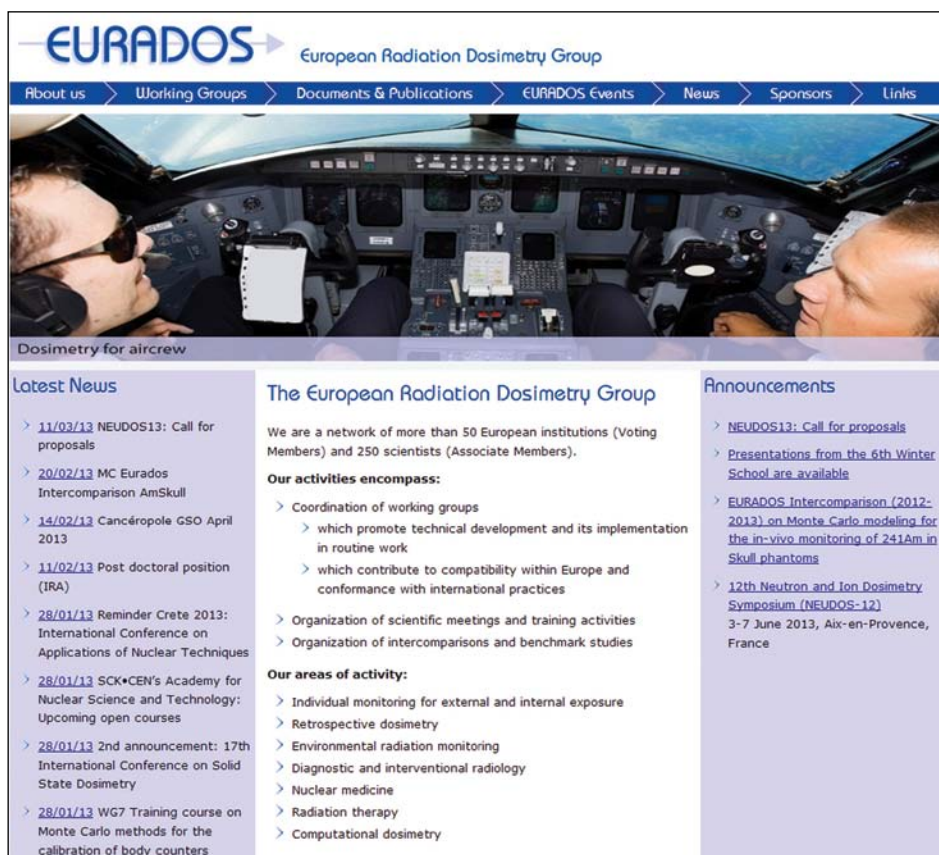 EURADOS
European Radiation Dosimetry Group
About us
Working Groups
Documents & Publications
EURADOS Events
News
Sponsors
Links
Dosimetry for aircrew
Latest News
11/03/13 NEUDOS13: Call for
proposals
20/02/13 MC Eurados
Intercomparison AmSkull
14/02/13 Cancéropole GSO April
2013
11/02/13 Post doctoral position
(IRA)
28/01/13 Reminder Crete 2013:
International Conference on
Applications of Nuclear Techniques
28/01/13 SCK•CEN's Academy for
Nuclear Science and Technology:
Upcoming open courses
28/01/13 2nd announcement: 17th
International Conference on Solid
State Dosimetry
28/01/13 WG7 Training course on
Monte Carlo methods for the
calibration of body counters
The European Radiation Dosimetry Group
We are a network of more than 50 European institutions (Voting
Members) and 250 scientists (Associate Members).
Our activities encompass:
Coordination of working groups
which promote technical development and its implementation
in routine work
which contribute to compatibility within Europe and
conformance with international practices
Organization of scientific meetings and training activities
Organization of intercomparisons and benchmark studies
Our areas of activity:
Individual monitoring for external and internal exposure
Retrospective dosimetry
Environmental radiation monitoring
Diagnostic and interventional radiology
Nuclear medicine
Radiation therapy
Computational dosimetry
Announcements
NEUDOS13: Call for proposals
Presentations from the 6th Winter
School are available
EURADOS Intercomparison (2012-
2013) on Monte Carlo modeling for
the in-vivo monitoring of 241Am in
Skull phantoms
12th Neutron and Ion Dosimetry
Symposium (NEUDOS-12)
3-7 June 2013, Aix-en-Provence,
France